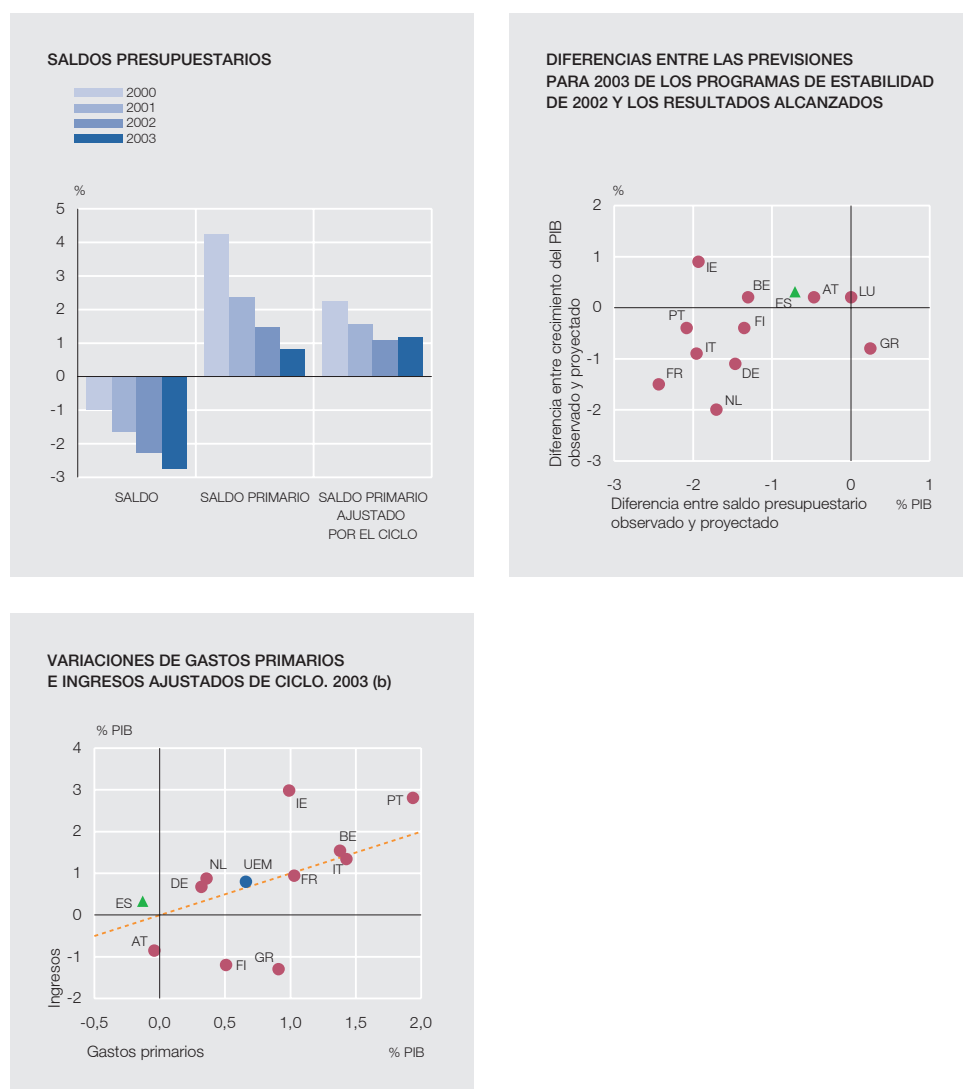 SALDOS PRESUPUESTARIOS
2000
2001
2002
2003
%
5
4
3
2
1
0
-1
-2
-3
SALDO
SALDO PRIMARIO
SALDO PRIMARIO
AJUSTADO
POR EL CICLO
DIFERENCIAS ENTRE LAS PREVISIONES
PARA 2003 DE LOS PROGRAMAS DE ESTABILIDAD
DE 2002 Y LOS RESULTADOS ALCANZADOS
%
Diferencia entre crecimiento del PIB
observado y proyectado
2
1
0
-1
-2
-3
IE
BE
ES
AT
LU
PT
FI
GR
IT
FR
DE
NL
-3
-2
-1
0
1
Diferencia entre saldo presupuestario
observado y proyectado
% PIB
VARIACIONES DE GASTOS PRIMARIOS
E INGRESOS AJUSTADOS DE CICLO. 2003 (b)
% PIB
Ingresos
4
3
2
1
0
-1
-2
IE
PT
BE
IT
NL
UEM
FR
DE
ES
AT
FI
GR
-0,5
0,0
0,5
1,0
1,5
2,0
Gastos primarios
% PIB